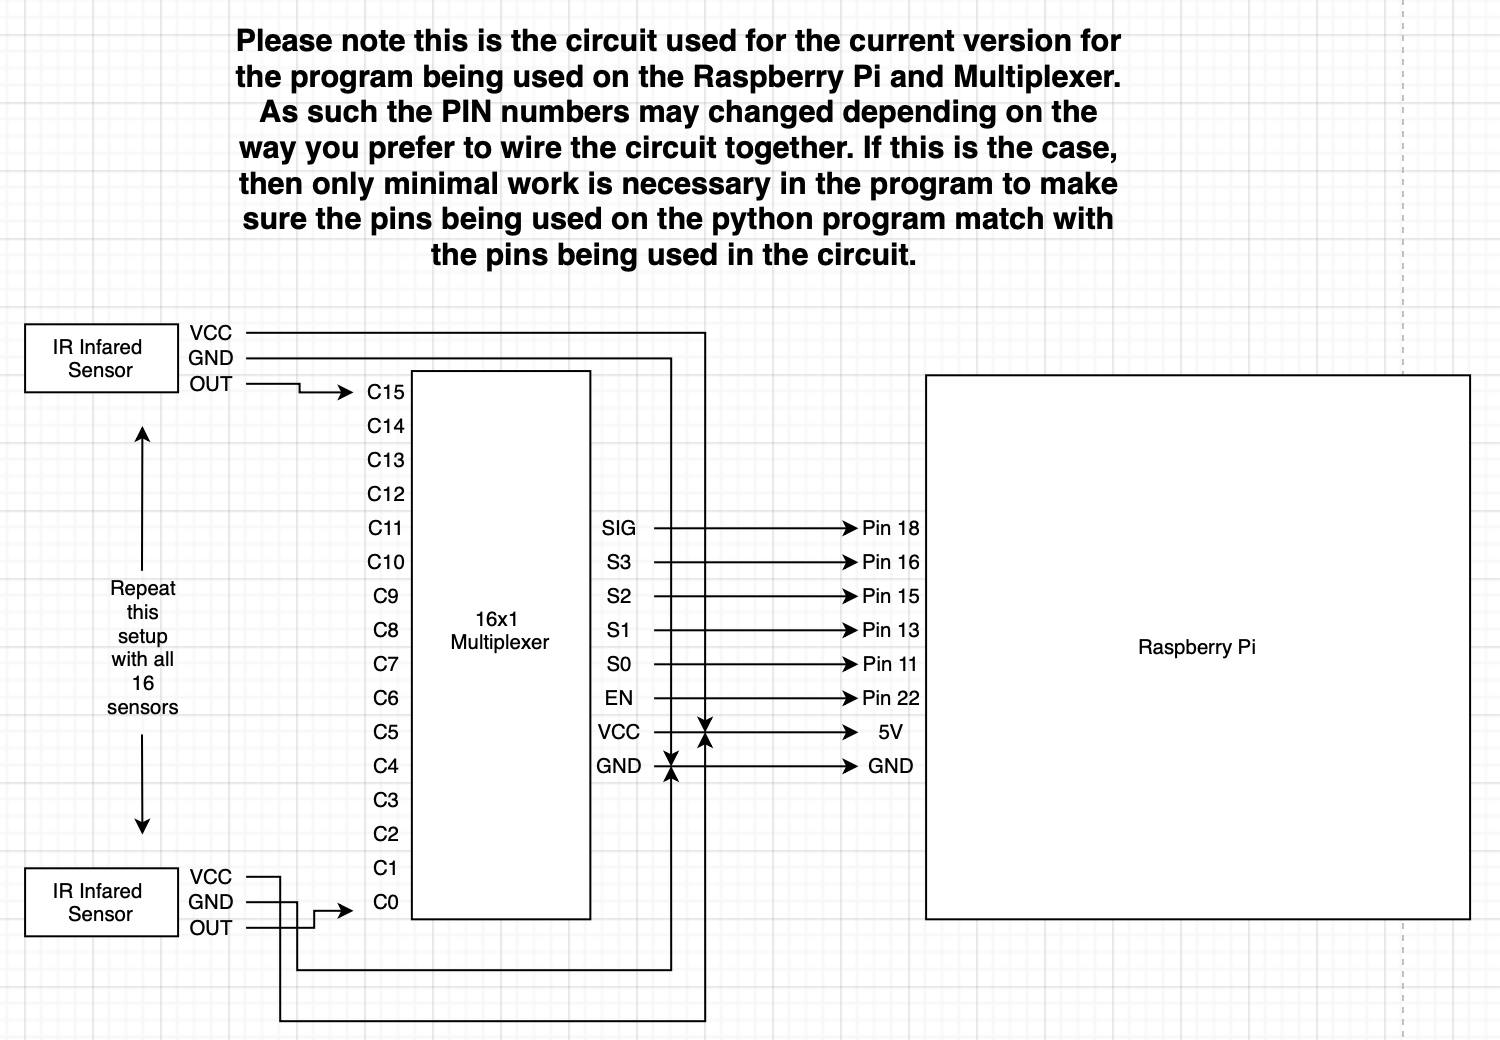 Please note this is the circuit used for the current version for
the program being used on the Raspberry Pi and Multiplexer.
As such the PIN numbers may changed depending on the
way you prefer to wire the circuit together. If this is the case,
then only minimal work is necessary in the program to make
sure the pins being used on the python program match with
the pins being used in the circuit.
IR Infared
Sensor
VCC
GND
OUT
Repeat
this
setup
with all
16
sensors
IR Infared
Sensor
VCC
GND
OUT
C15
C14
C13
C12
C11
C10
C9
C8
C7
C6
C5
C4
C3
C2
C1
C0
16x1
Multiplexer
SIG
S3
S2
S1
S0
EN
VCC
GND
Pin 18
Pin 16
Pin 15
Pin 13
Pin 11
Pin 22
5V
GND
Raspberry Pi